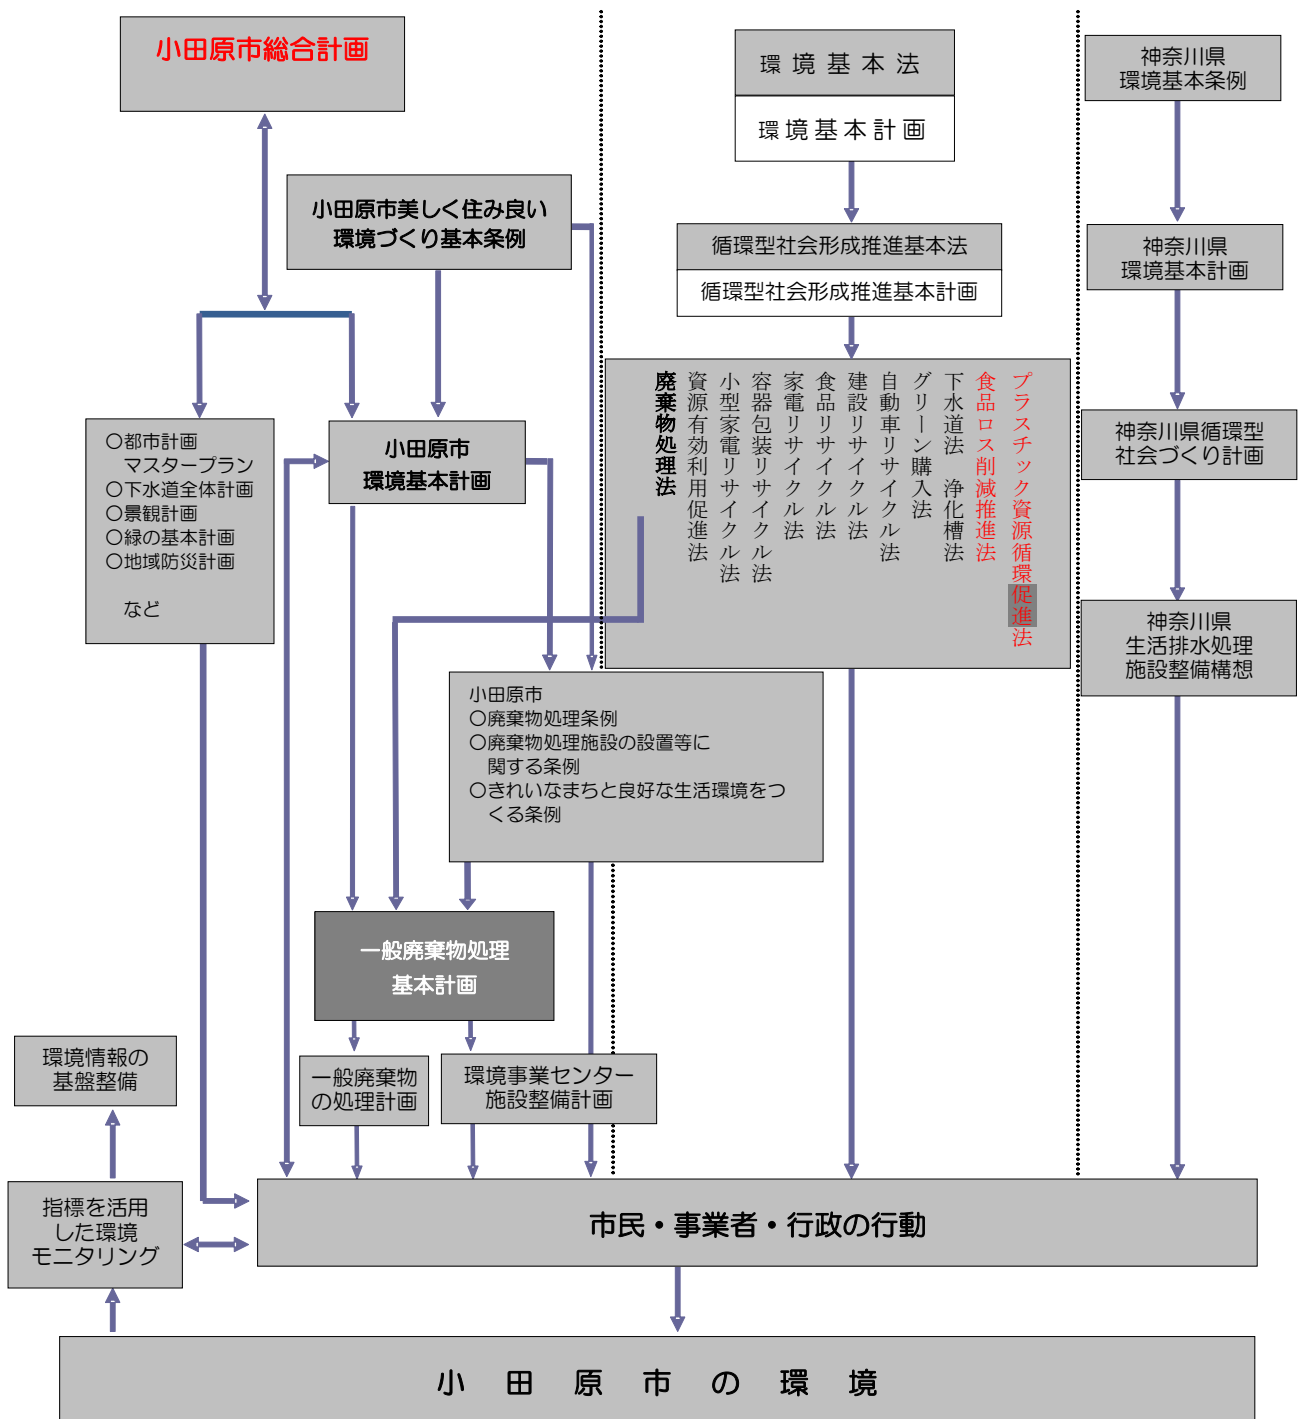 小田原市総合計画
小田原市美しく住み良い
環境づくり基本条例
○都市計画
マスタープラン
○下水道全体計画
○景観計画
○緑の基本計画
○地域防災計画
など
小田原市
環境基本計画
環境基本法
環境基本計画
循環型社会形成推進基本法
循環型社会形成推進基本計画
プラスチック資源循環促進法
食品ロス削減推進法
下水道法 浄化槽法
グリーン購入法
自動車リサイクル法
建設リサイクル法
食品リサイクル法
家電リサイクル法
容器包装リサイクル法
小型家電リサイクル法
資源有効利用促進法
廃棄物処理法
神奈川県
環境基本条例
神奈川県
環境基本計画
神奈川県循環型
社会づくり計画
神奈川県
生活排水処理
施設整備構想
小田原市
○廃棄物処理条例
○廃棄物処理施設の設置等に
関する条例
○きれいなまちと良好な生活環境をつ
くる条例
一般廃棄物処理
基本計画
一般廃棄物
の処理計画
環境事業センター
施設整備計画
環境情報の
基盤整備
指標を活用
した環境
モニタリング
市民・事業者・行政の行動
小田原市の環境